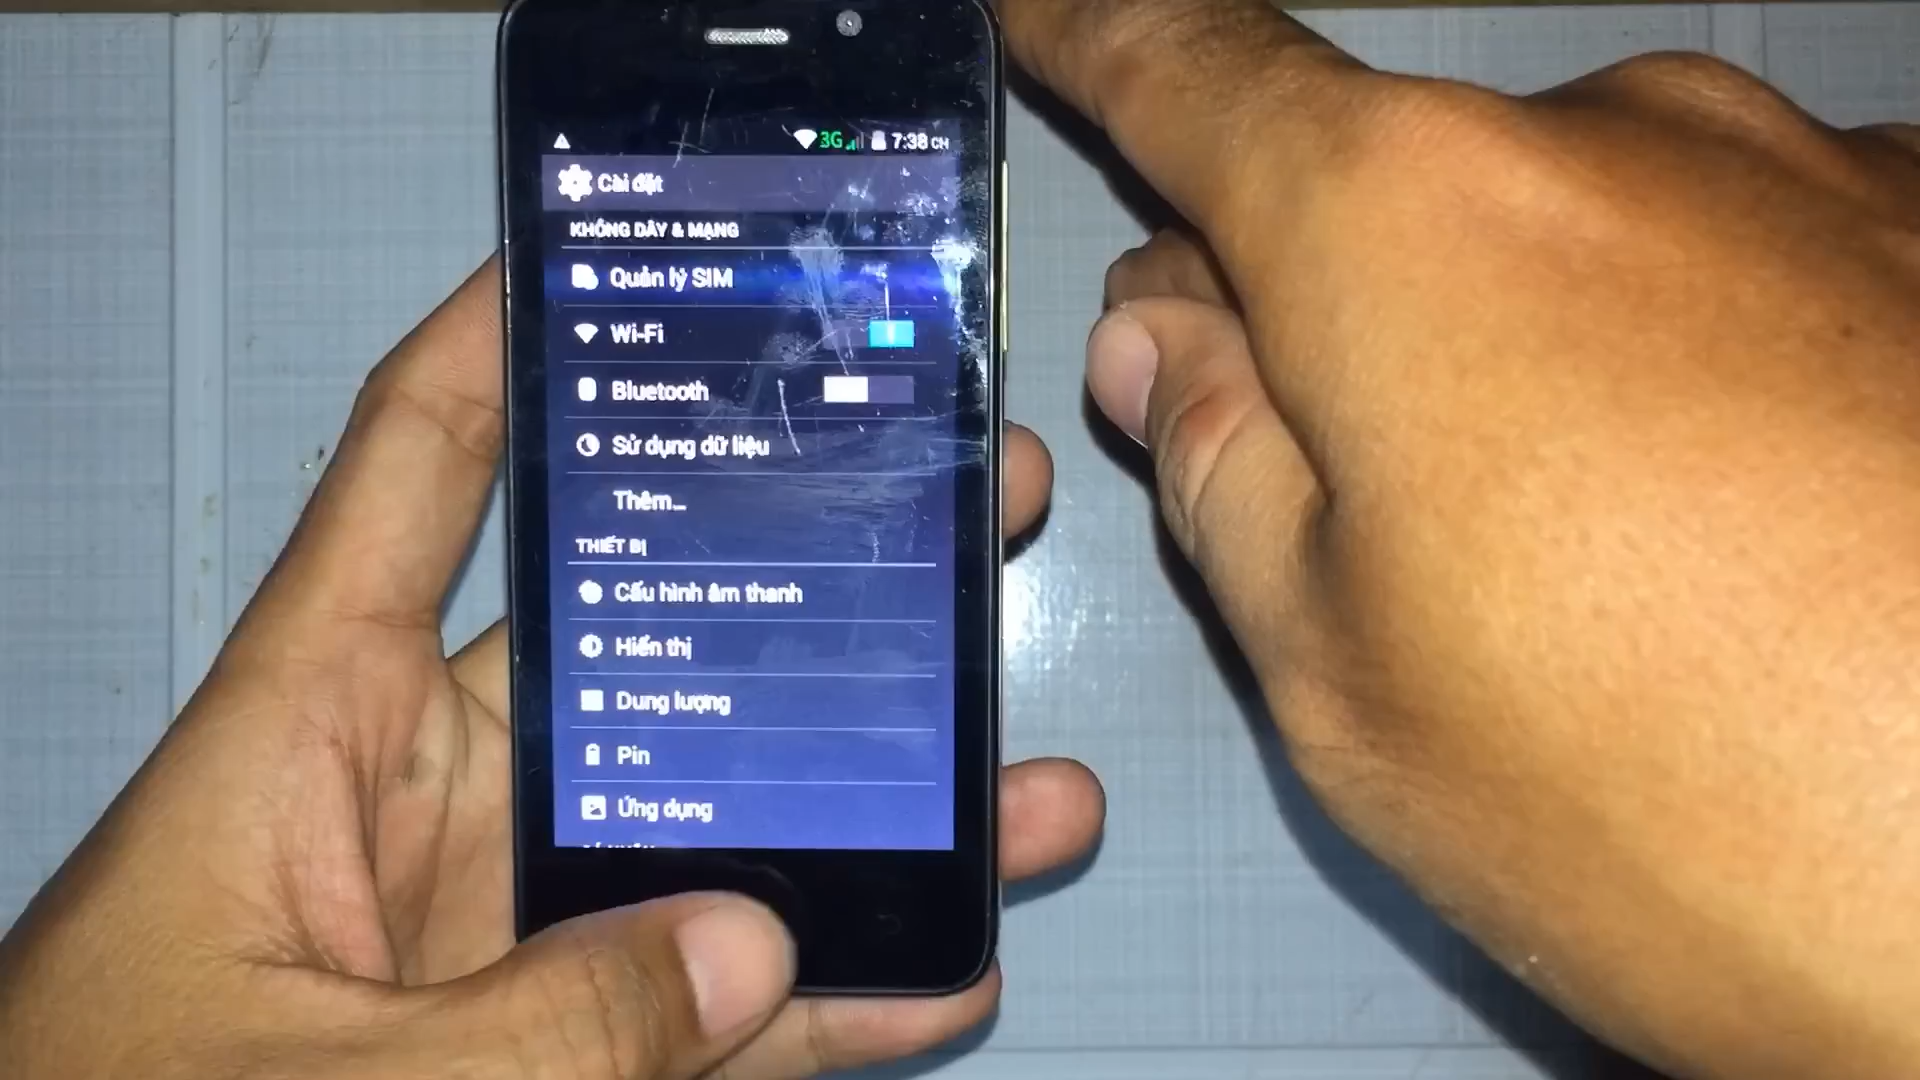 3G 7:38 CH
Cài đặt
KHÔNG DÂY & MẠNG
Quản lý SIM
Wi-Fi
Bluetooth
Sử dụng dữ liệu
Thêm...
THIẾT BỊ
Cấu hình âm thanh
Hiển thị
Dung lượng
Pin
Ứng dụng